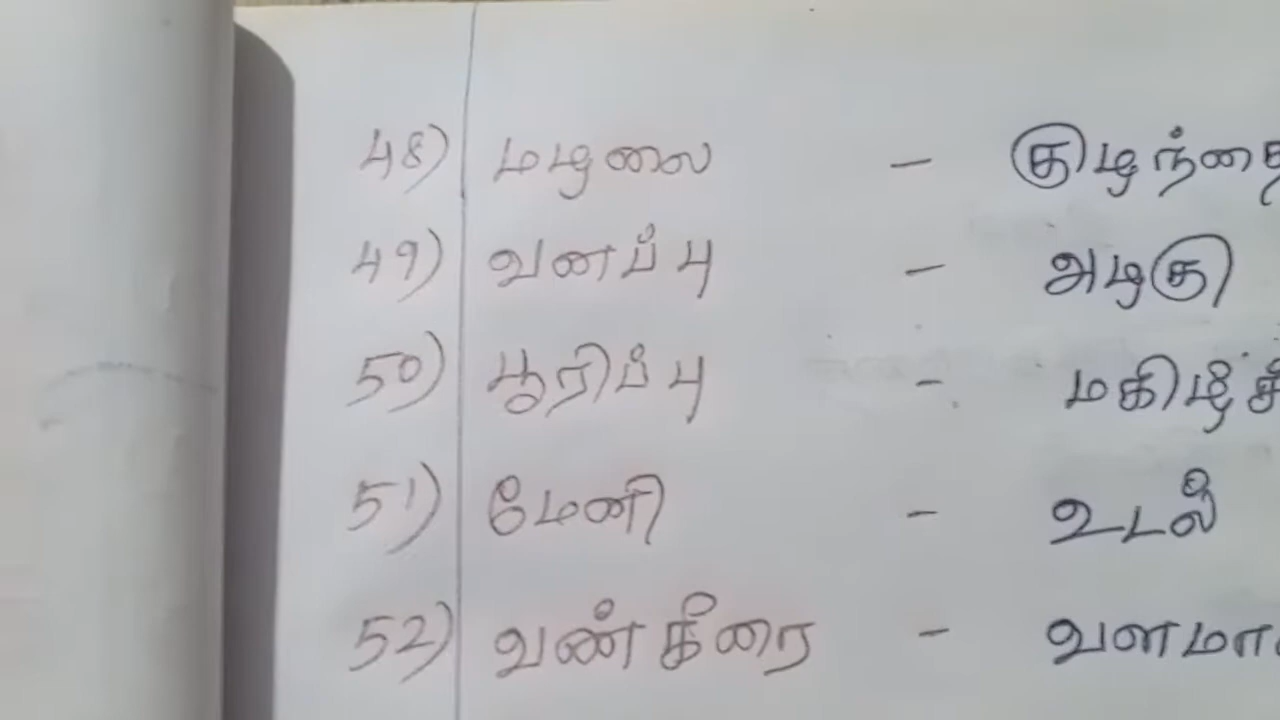 48) மழலை - குழந்தை
49) வனப்பு - அழகு
50) பூரிப்பு - மகிழ்ச்
51) மேனி - உடல்
52) வண்கீரை - வளமா